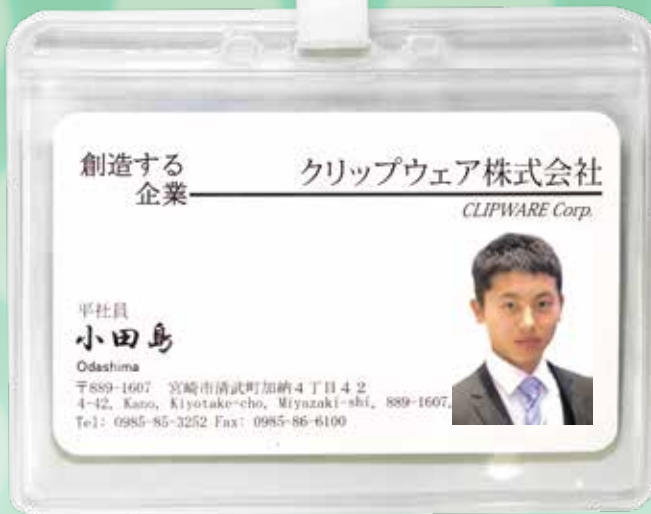 創造する
企業
クリップウェア株式会社
CLIPWARE Corp.
平社員
小田島
Odashima
〒889-1607 宮崎市清武町加納4丁目42
4-42, Kano, Kiyotake-cho, Miyazaki-shi, 889-1607,
Tel: 0985-85-3252 Fax: 0985-86-6100